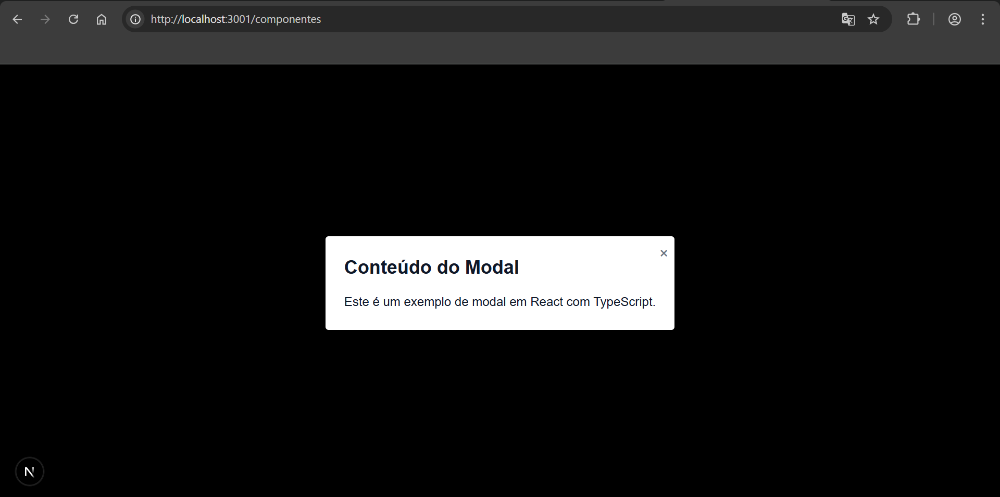 http://localhost:3001/componentes
×
Conteúdo do Modal
Este é um exemplo de modal em React com TypeScript.
N